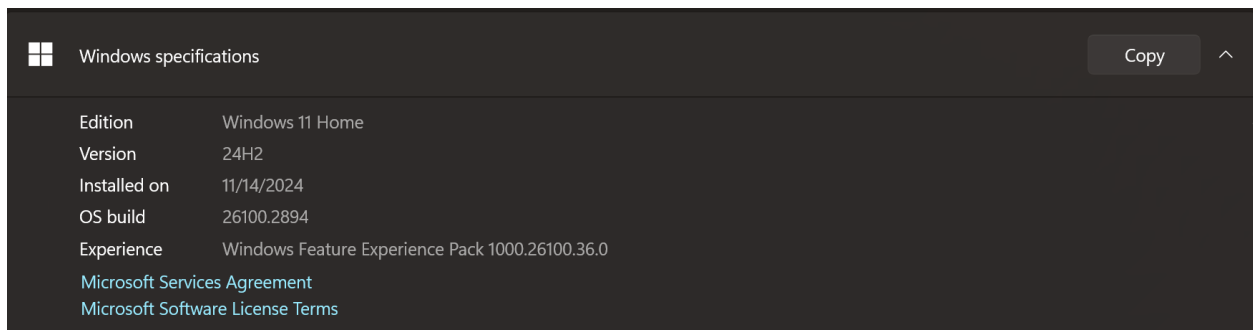 Windows specifications Copy
Edition Windows 11 Home
Version 24H2
Installed on 11/14/2024
OS build 26100.2894
Experience Windows Feature Experience Pack 1000.26100.36.0
Microsoft Services Agreement
Microsoft Software License Terms